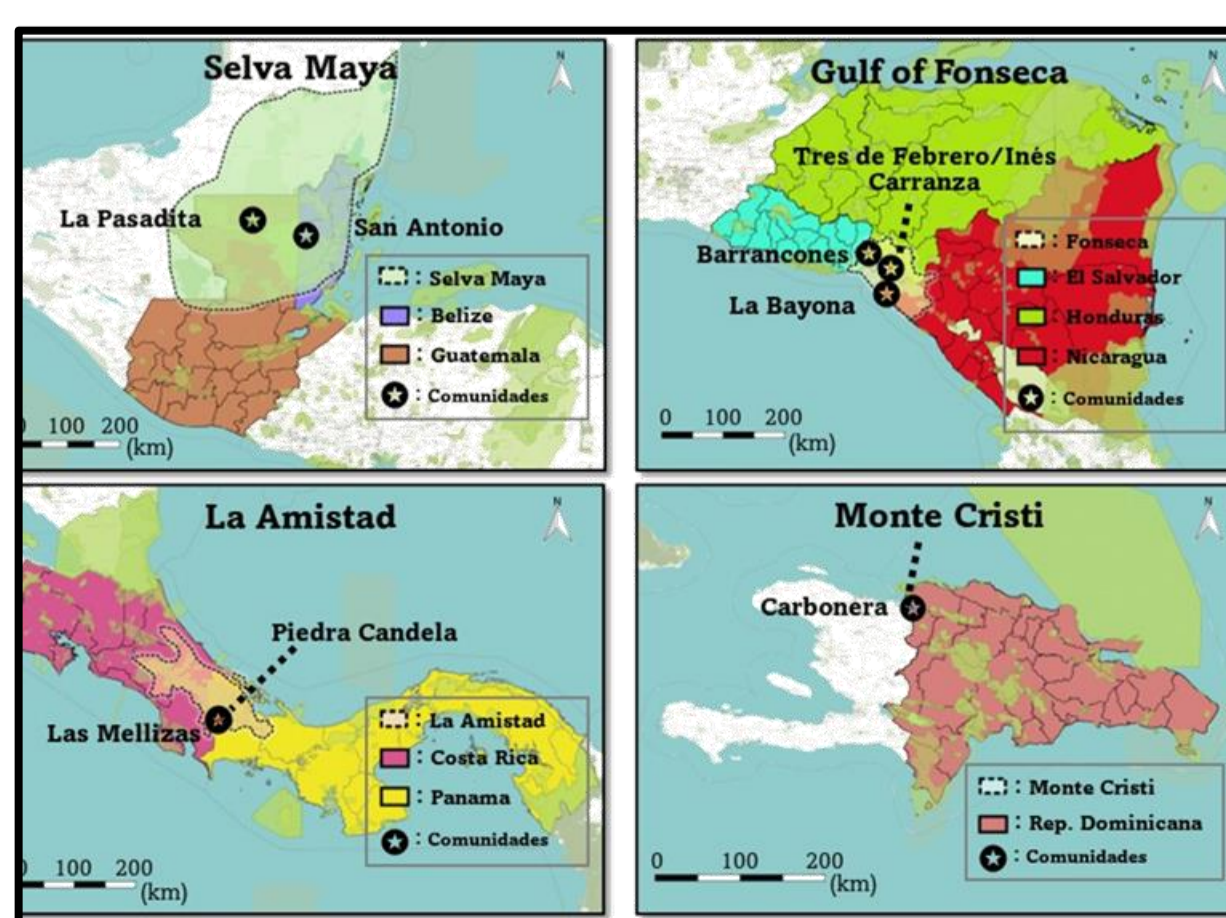 Selva Maya
N
La Pasadita
San Antonio
: Selva Maya
: Belize
: Guatemala
: Comunidades
0 100 200
(km)
Gulf of Fonseca
N
Tres de Febrero/Inés
Carranza
Barrancones
La Bayona
: Fonseca
: El Salvador
: Honduras
: Nicaragua
: Comunidades
0 100 200
(km)
La Amistad
N
Piedra Candela
Las Mellizas
: La Amistad
: Costa Rica
: Panama
: Comunidades
0 100 200
(km)
Monte Cristi
N
Carbonera
: Monte Cristi
: Rep. Dominicana
: Comunidades
0 100 200
(km)